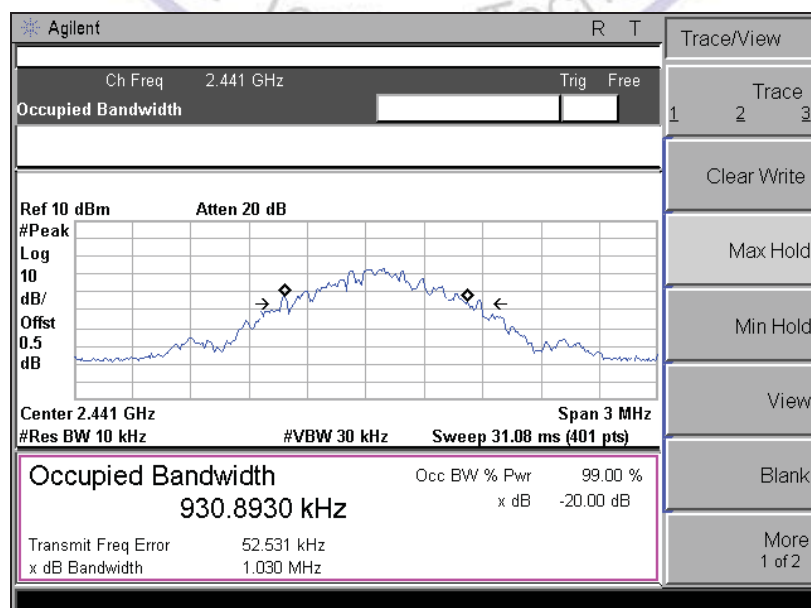 Agilent R T
Ch Freq 2.441 GHz Trig Free
Occupied Bandwidth
Ref 10 dBm Atten 20 dB
#Peak
Log
10
dB/
Offst
0.5
dB
Center 2.441 GHz Span 3 MHz
#Res BW 10 kHz #VBW 30 kHz Sweep 31.08 ms (401 pts)
Occupied Bandwidth
930.8930 kHz
Occ BW % Pwr 99.00 %
x dB -20.00 dB
Transmit Freq Error 52.531 kHz
x dB Bandwidth 1.030 MHz
Trace/View
Trace
1 2 3
Clear Write
Max Hold
Min Hold
View
Blank
More
1 of 2